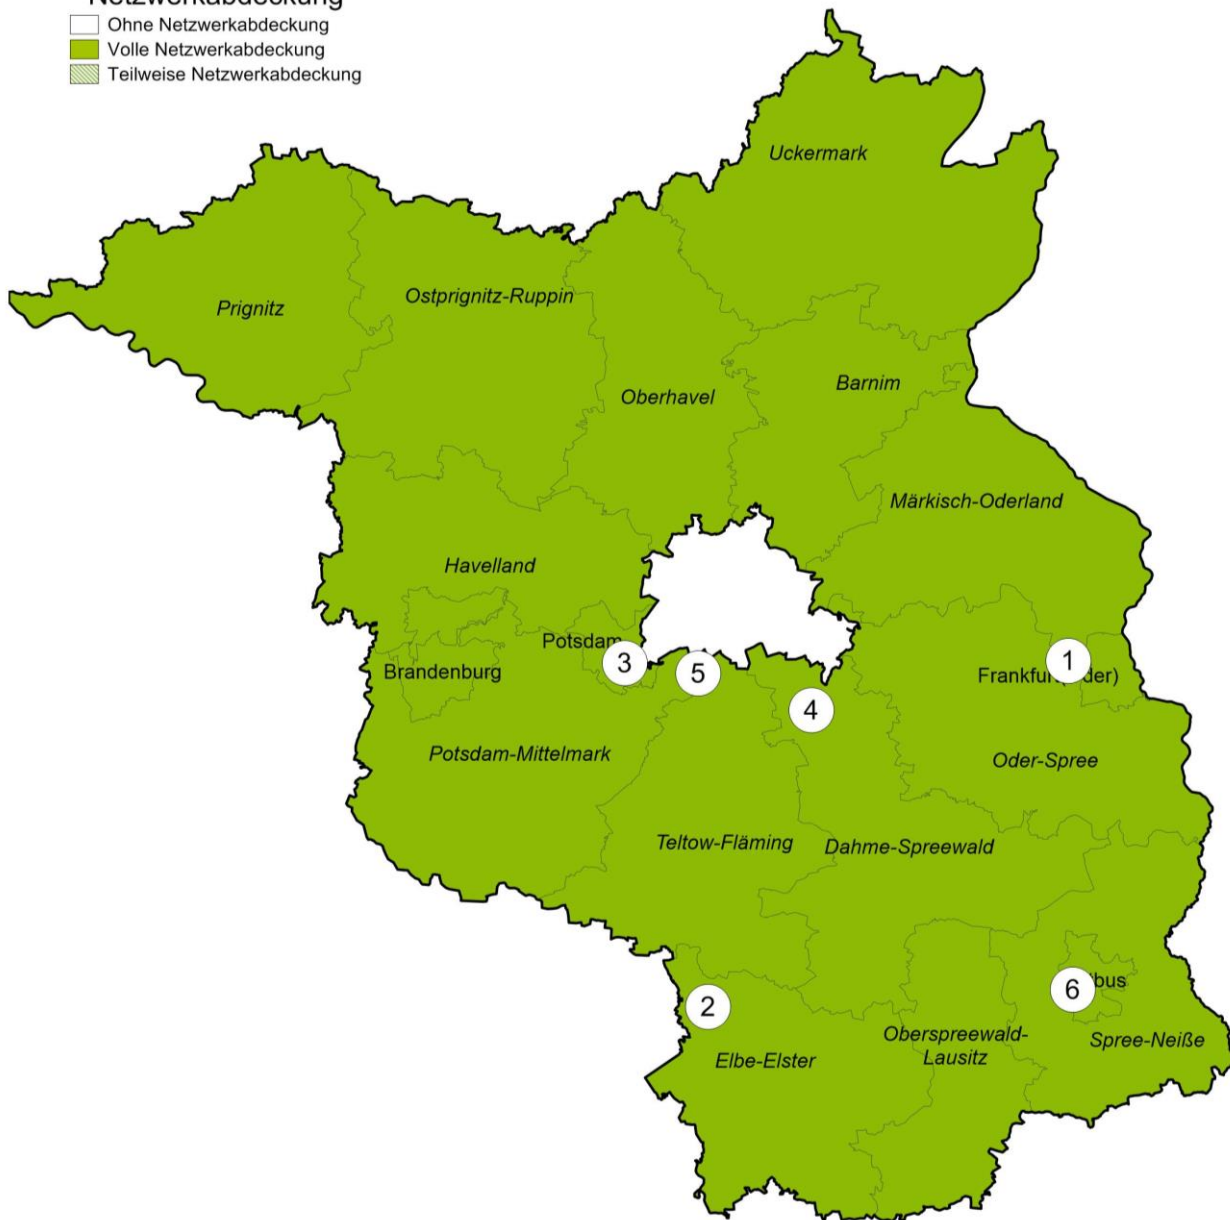 Netzwerkabdeckung
Ohne Netzwerkabdeckung
Volle Netzwerkabdeckung
Teilweise Netzwerkabdeckung
Uckermark
Prignitz
Ostprignitz-Ruppin
Oberhavel
Barnim
Märkisch-Oderland
Havelland
Potsdam
3
5
1
Brandenburg
Frankfurt(
der)
4
Potsdam-Mittelmark
Oder-Spree
Teltow-Fläming
Dahme-Spreewald
6
bus
2
Oberspreewald-
Lausitz
Spree-Neiße
Elbe-Elster